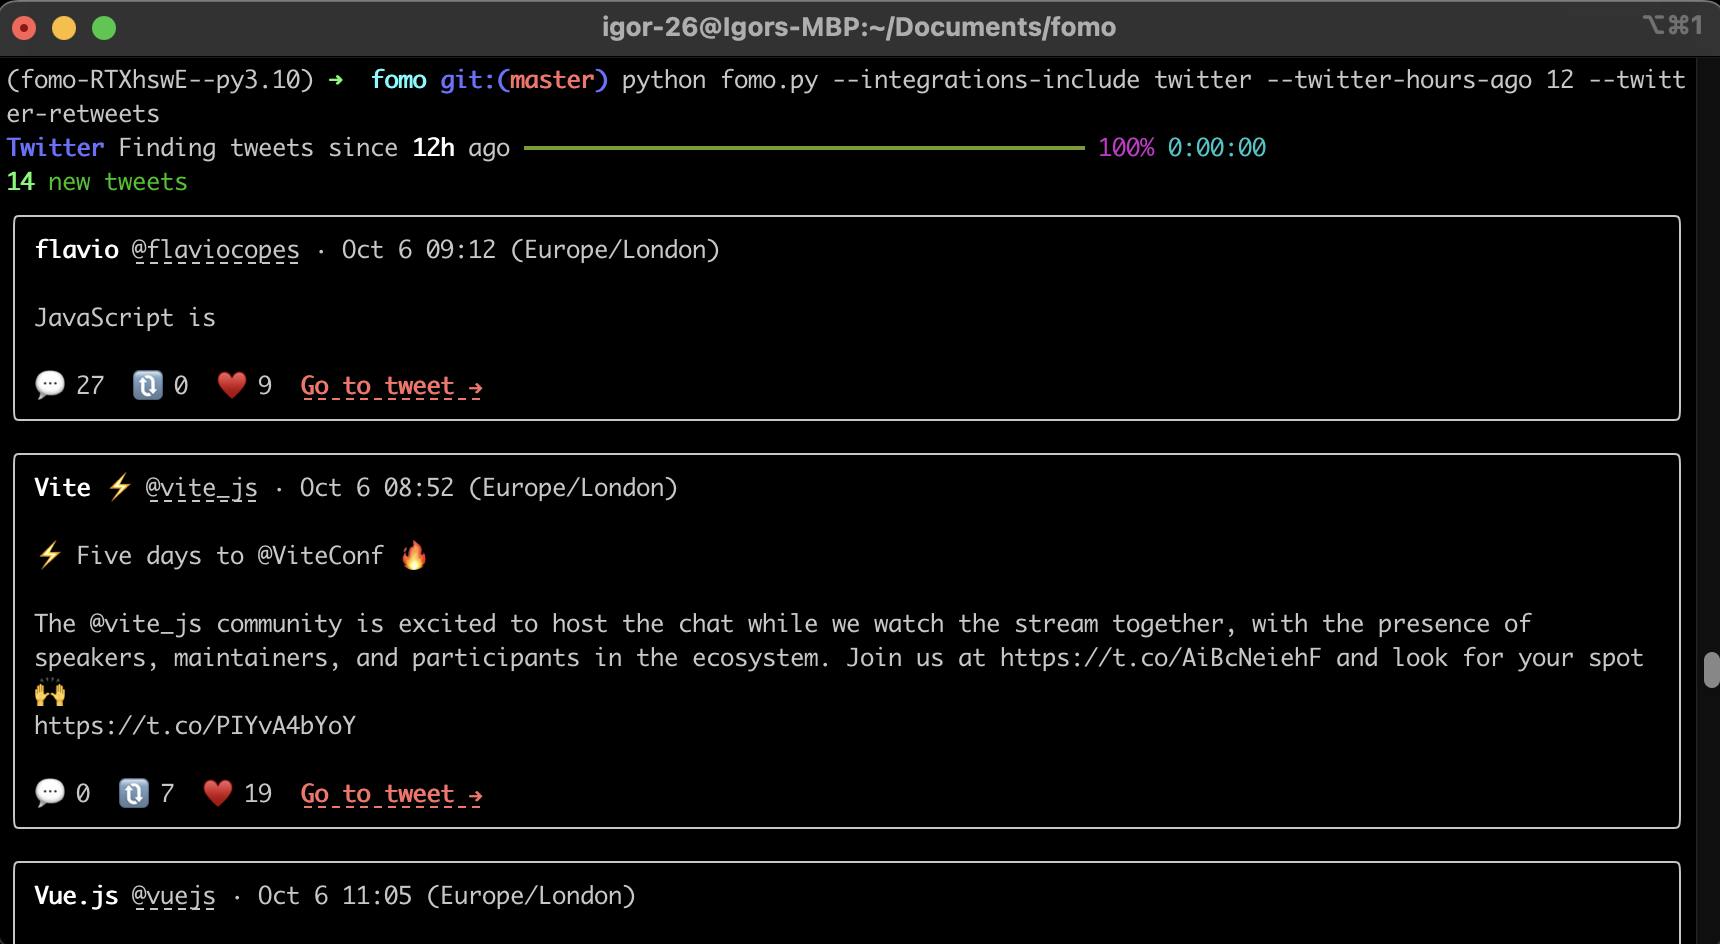 igor-26@Igors-MBP:~/Documents/fomo
⌥⌘1
(fomo-RTXhswE--py3.10) ➜  fomo git:(master) python fomo.py --integrations-include twitter --twitter-hours-ago 12 --twitt
er-retweets
Twitter Finding tweets since 12h ago ━━━━━━━━━━━━━━━━━━━━━━━━━━━━━━━━━━━━━━━━ 100% 0:00:00
14 new tweets
flavio @flaviocopes · Oct 6 09:12 (Europe/London)
JavaScript is
💬 27  🔃 0  ♥️ 9  Go to tweet →
Vite ⚡ @vite_js · Oct 6 08:52 (Europe/London)
⚡ Five days to @ViteConf 🔥
The @vite_js community is excited to host the chat while we watch the stream together, with the presence of
speakers, maintainers, and participants in the ecosystem. Join us at https://t.co/AiBcNeiehF and look for your spot
🙌
https://t.co/PIYvA4bYoY
💬 0  🔃 7  ♥️ 19  Go to tweet →
Vue.js @vuejs · Oct 6 11:05 (Europe/London)